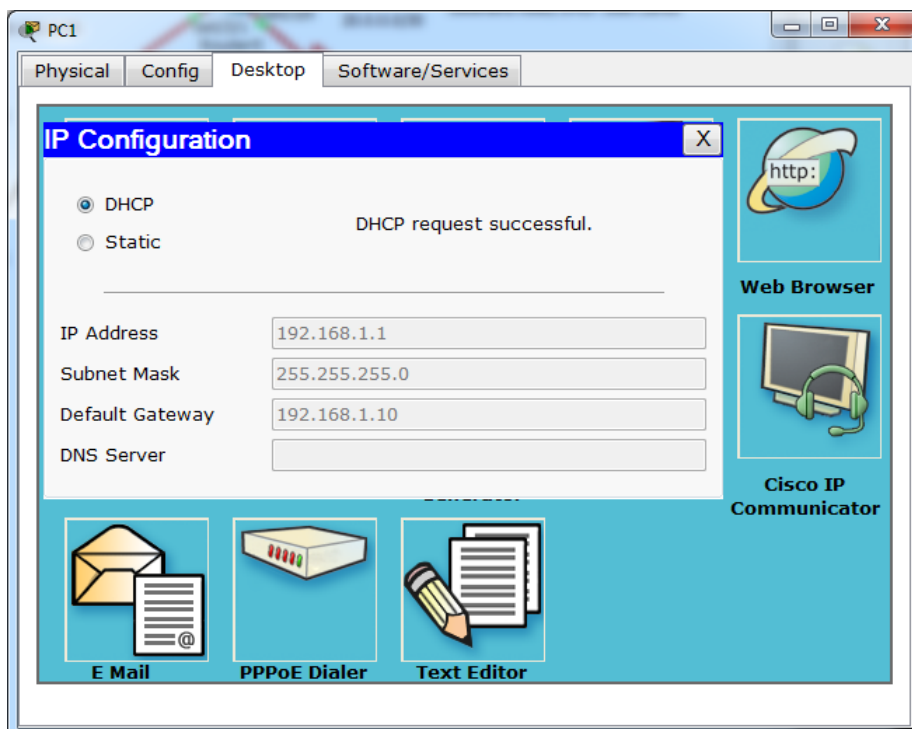 PC1
Physical
Config
Desktop
Software/Services
IP Configuration
X
DHCP
Static
DHCP request successful.
IP Address
192.168.1.1
Subnet Mask
255.255.255.0
Default Gateway
192.168.1.10
DNS Server
http:
Web Browser
Cisco IP
Communicator
@
E Mail
PPPoE Dialer
Text Editor